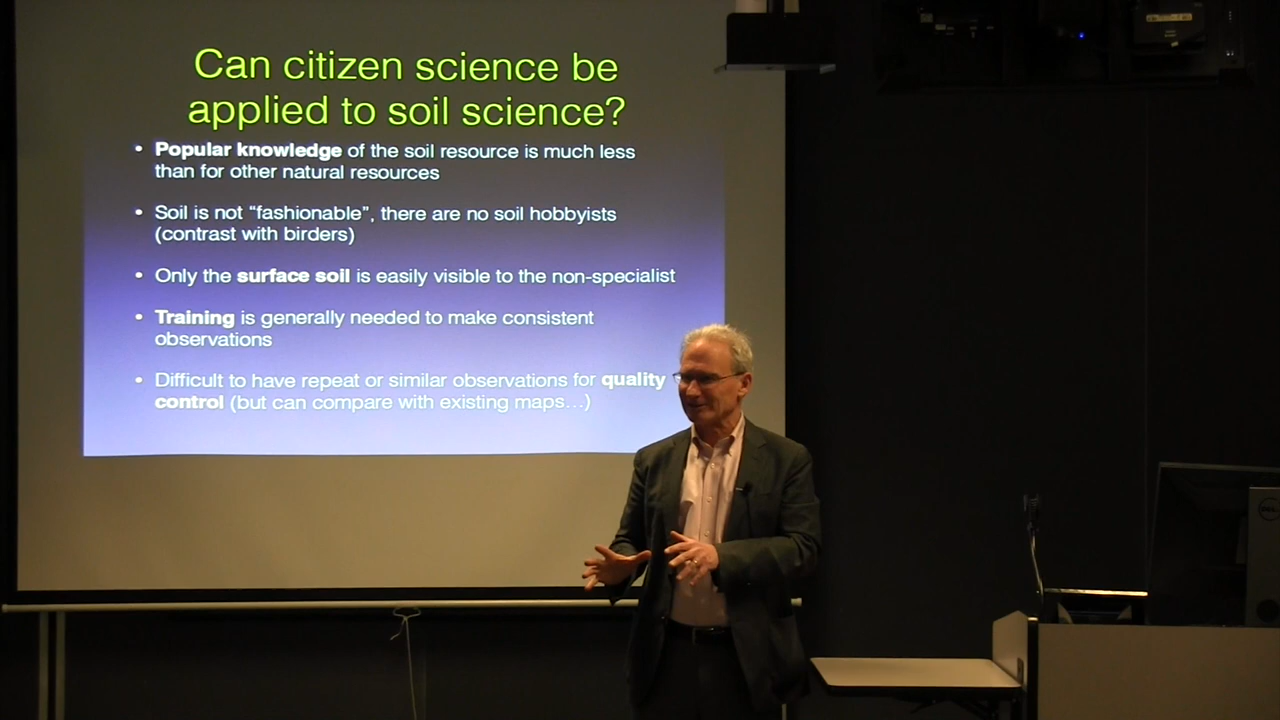 Can citizen science be
applied to soil science?
• Popular knowledge of the soil resource is much less
than for other natural resources
• Soil is not “fashionable”, there are no soil hobbyists
(contrast with birders)
• Only the surface soil is easily visible to the non-specialist
• Training is generally needed to make consistent
observations
• Difficult to have repeat or similar observations for quality
control (but can compare with existing maps…)
DELL